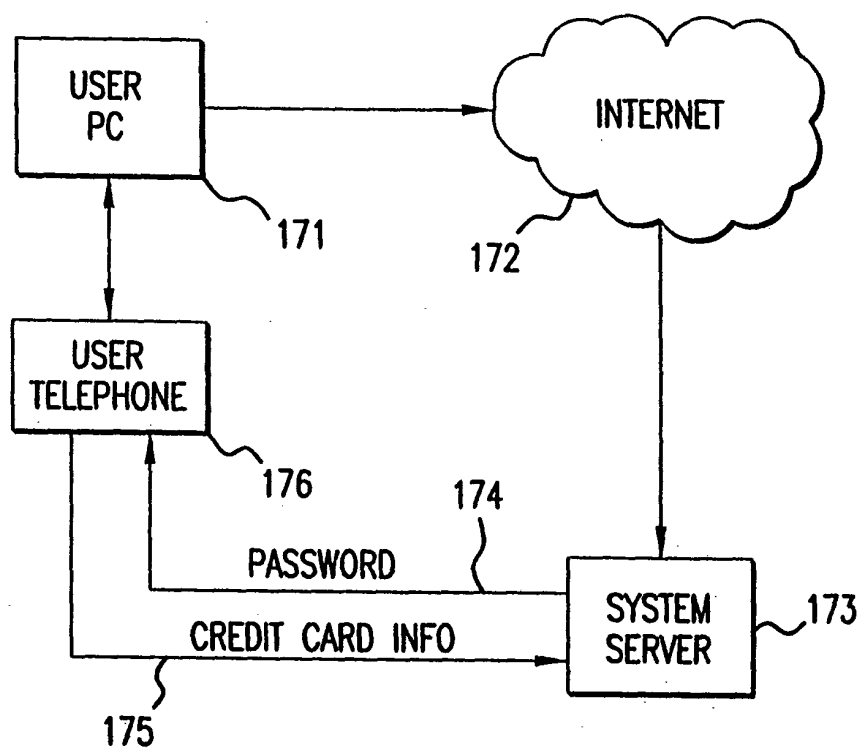 USER
PC
INTERNET
171
172
USER
TELEPHONE
176
174
PASSWORD
SYSTEM
SERVER
173
CREDIT CARD INFO
175